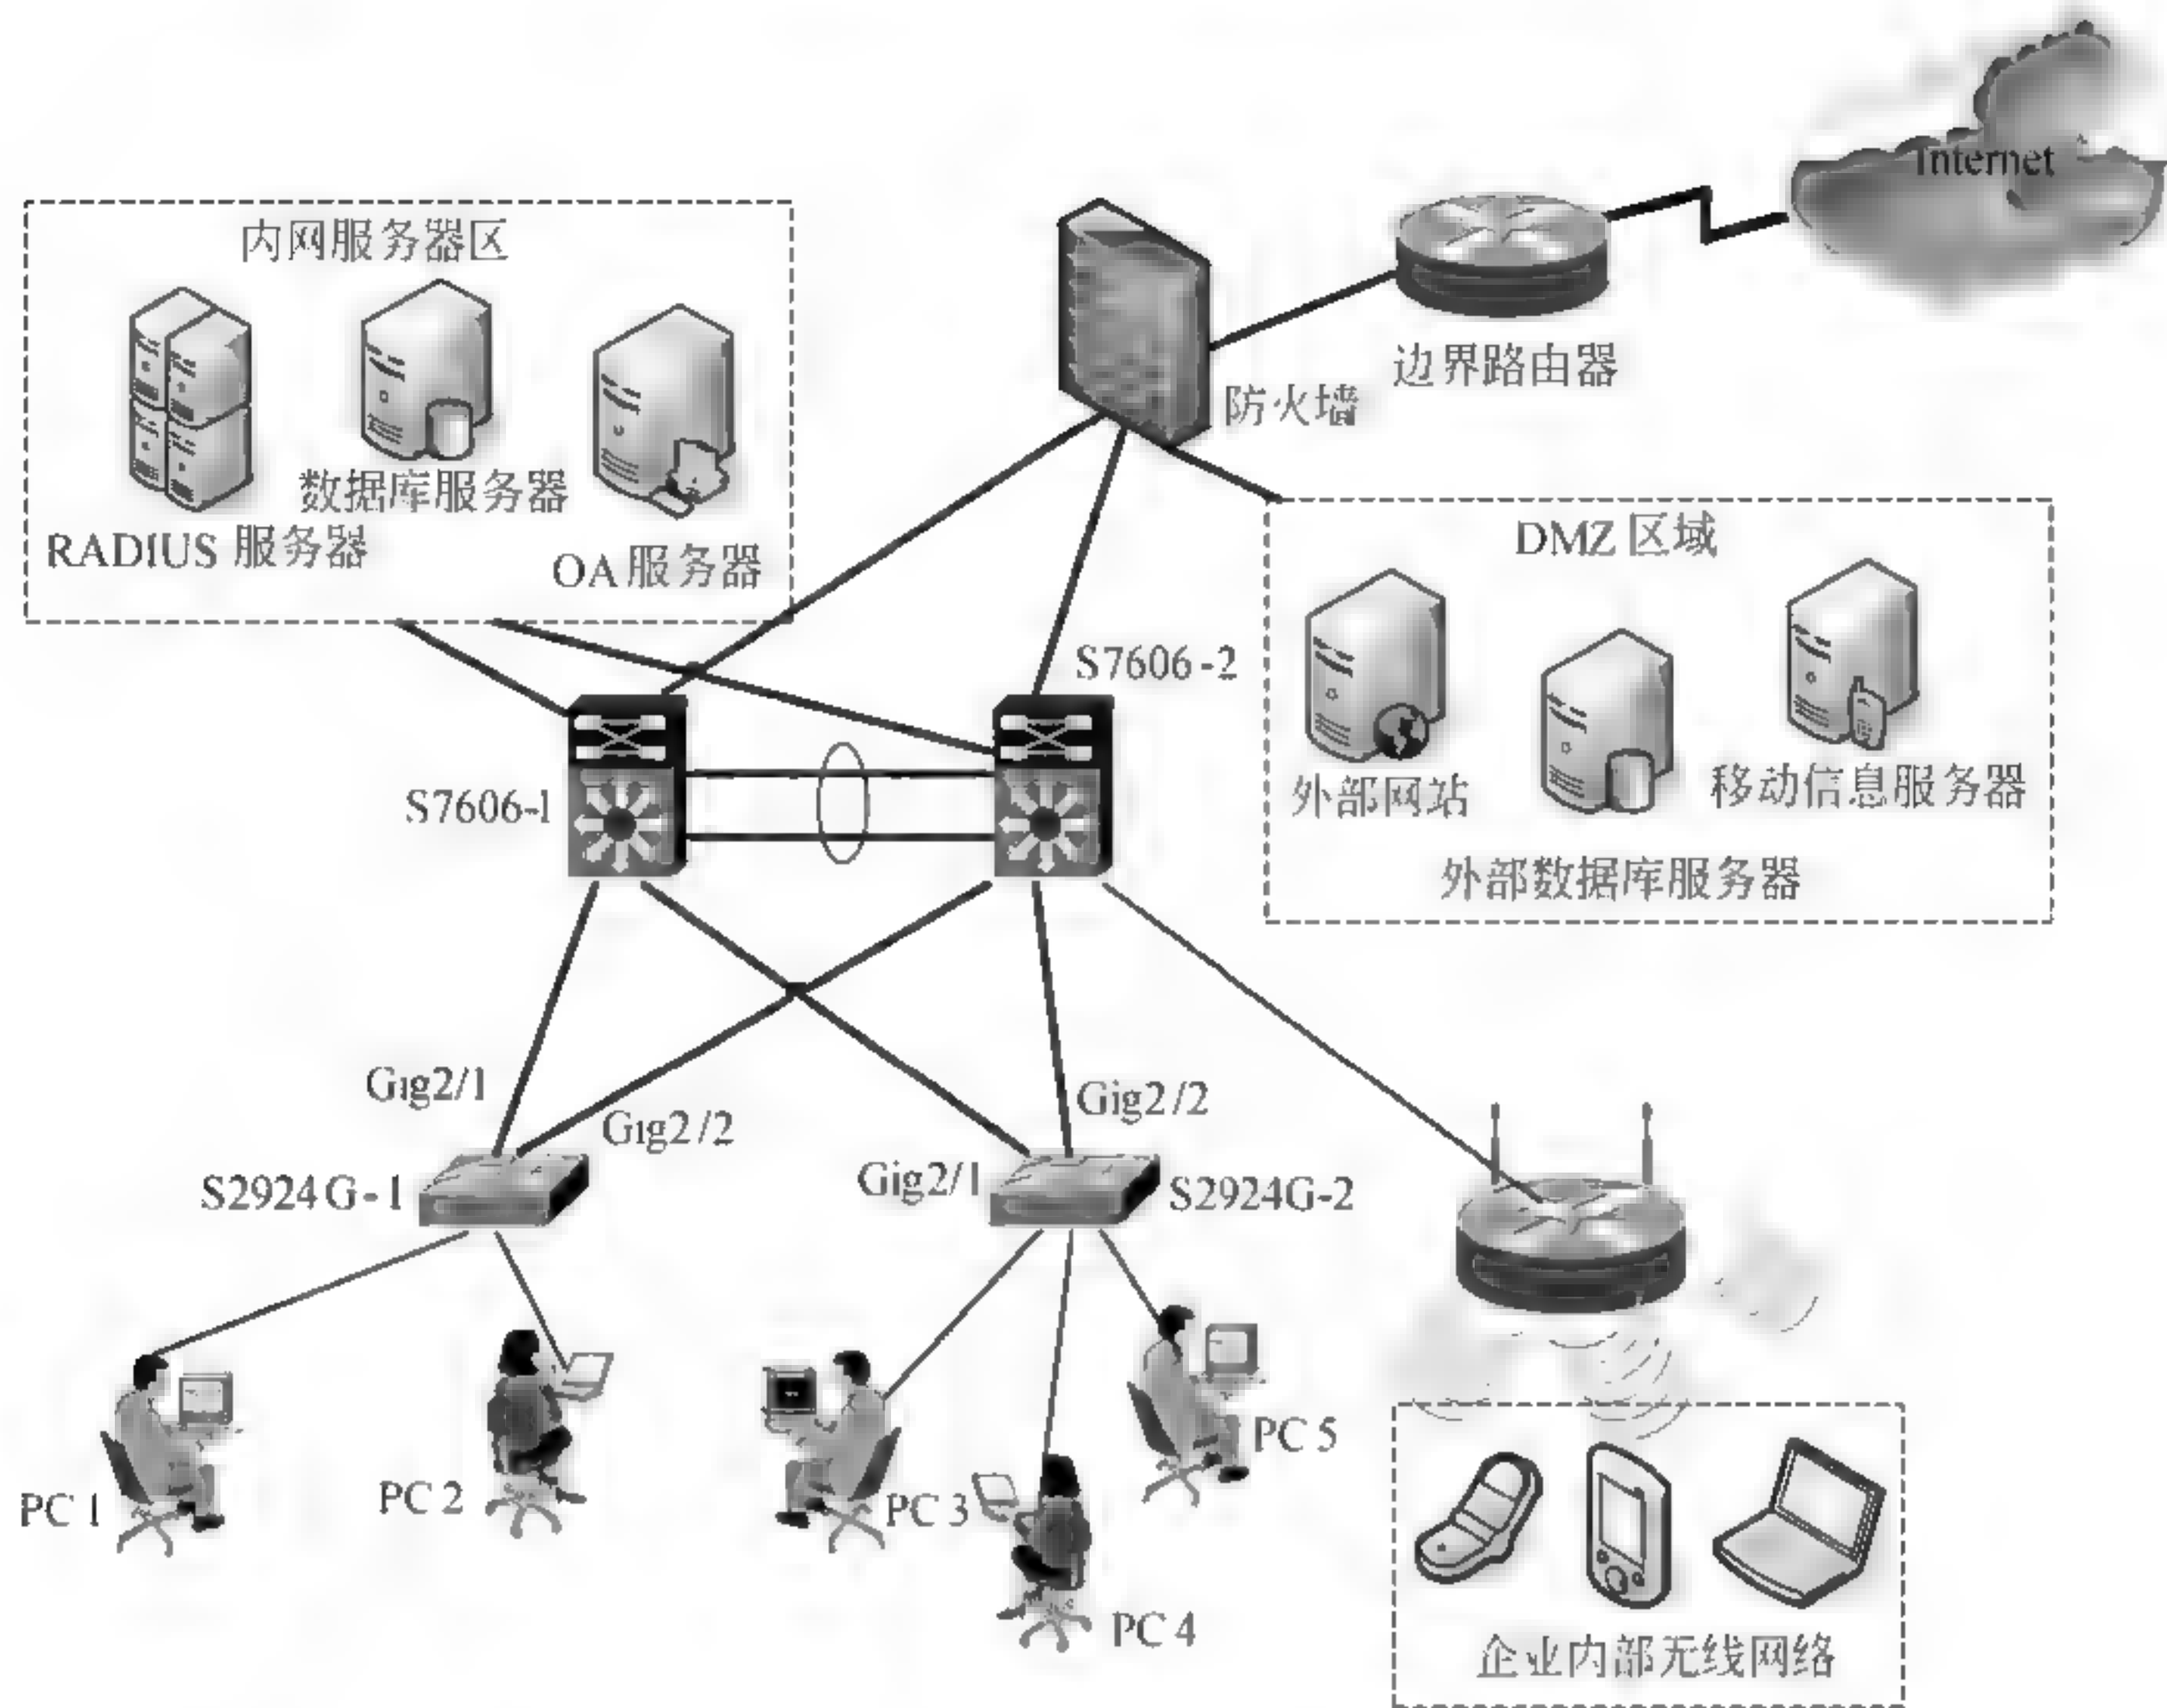 Internet
内网服务器区
边界路由器
防火墙
数据库服务器
RADIUS 服务器
OA 服务器
DMZ 区域
S7606-2
外部网站
移动信息服务器
S7606-1
外部数据库服务器
Gig2/1
Gig2/2
Gig2/2
S2924G-1
Gig2/1
S2924G-2
PC 1
PC 2
PC 3
PC 5
PC 4
企业内部无线网络